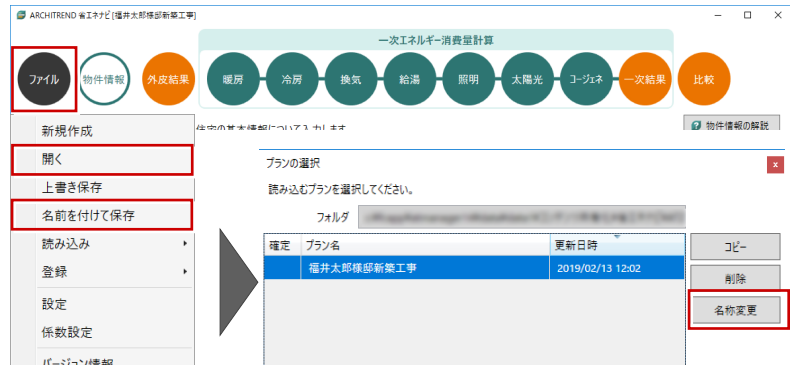 ARCHITREND 省エネナビ [福井太郎様邸新築工事]
一次エネルギー消費量計算
ファイル 物件情報 外皮結果 暖房 冷房 換気 給湯 照明 太陽光 コージェネ 一次結果 比較
住宅の基本情報について入力します
物件情報の解説
新規作成
開く
上書き保存
名前を付けて保存
読み込み
登録
設定
係数設定
バージョン情報
プランの選択
x
読み込むプランを選択してください。
フォルダ
確定 プラン名 更新日時
福井太郎様邸新築工事 2019/02/13 12:02
コピー
削除
名称変更